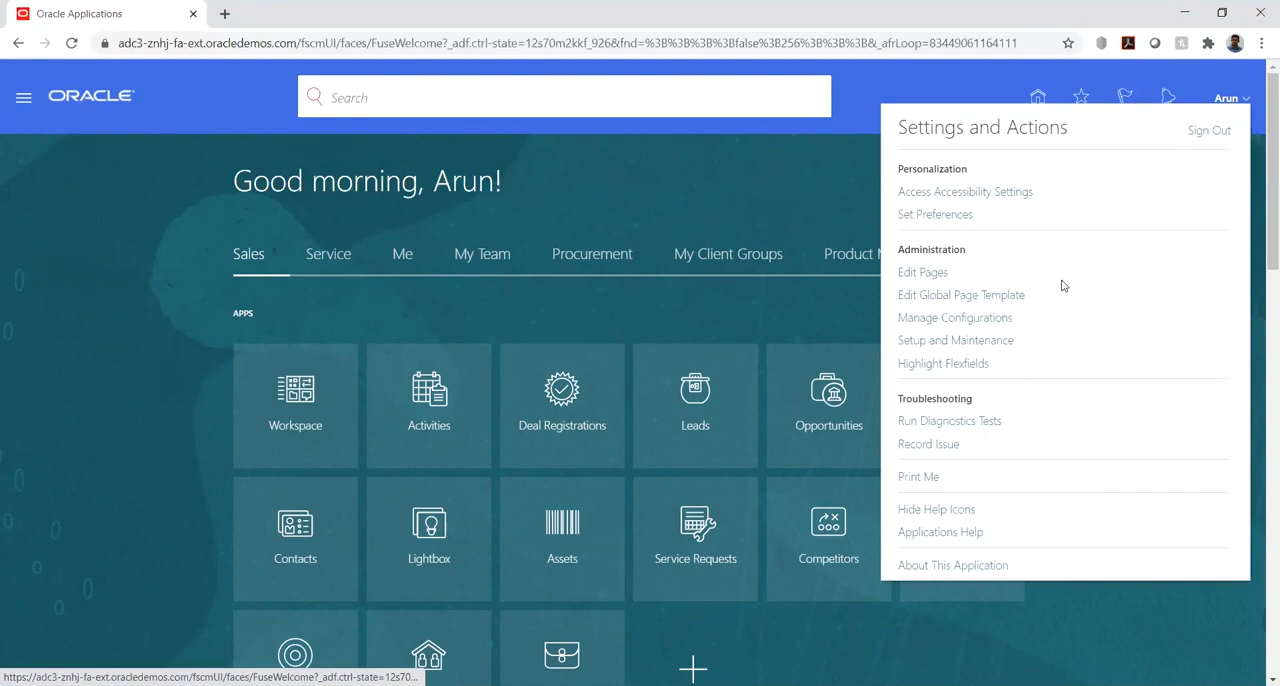 Oracle Applications
adc3-znhj-fa-ext.oracledemos.com/fscmUI/faces/FuseWelcome?_adf.ctrl-state=12s70m2kkf_926&fnd=%3B%3B%3B%3Bfalse%3B256%3B%3B%3B&_afrLoop=83449061164111
ORACLE
Search
Arun
Settings and Actions
Sign Out
Good morning, Arun!
Personalization
Access Accessibility Settings
Set Preferences
Sales Service Me My Team Procurement My Client Groups Product M
Administration
Edit Pages
Edit Global Page Template
Manage Configurations
Setup and Maintenance
Highlight Flexfields
APPS
Workspace Activities Deal Registrations Leads Opportunities
Troubleshooting
Run Diagnostics Tests
Record Issue
Print Me
Hide Help Icons
Applications Help
About This Application
Contacts Lightbox Assets Service Requests Competitors
https://adc3-znhj-fa-ext.oracledemos.com/fscmUI/faces/FuseWelcome?_adf.ctrl-state=12s70...